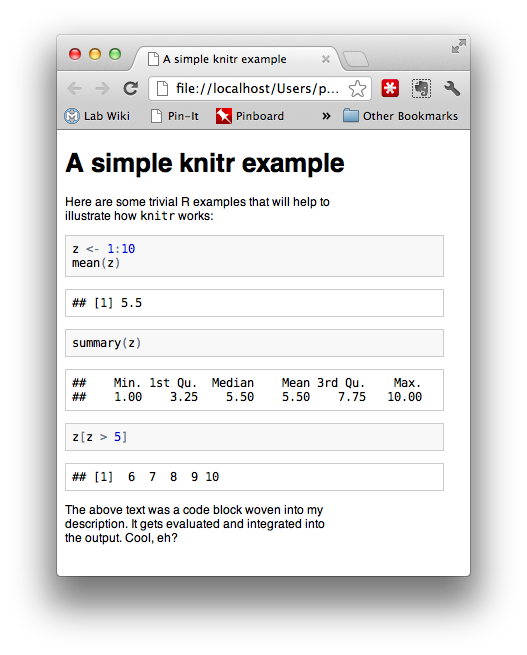 A simple knitr example
file://localhost/Users/p...
Lab Wiki Pin-It Pinboard » Other Bookmarks
A simple knitr example
Here are some trivial R examples that will help to
illustrate how knitr works:
z <- 1:10
mean(z)
## [1] 5.5
summary(z)
##    Min. 1st Qu.  Median    Mean 3rd Qu.    Max.
##    1.00    3.25    5.50    5.50    7.75   10.00
z[z > 5]
## [1]  6  7  8  9 10
The above text was a code block woven into my
description. It gets evaluated and integrated into
the output. Cool, eh?